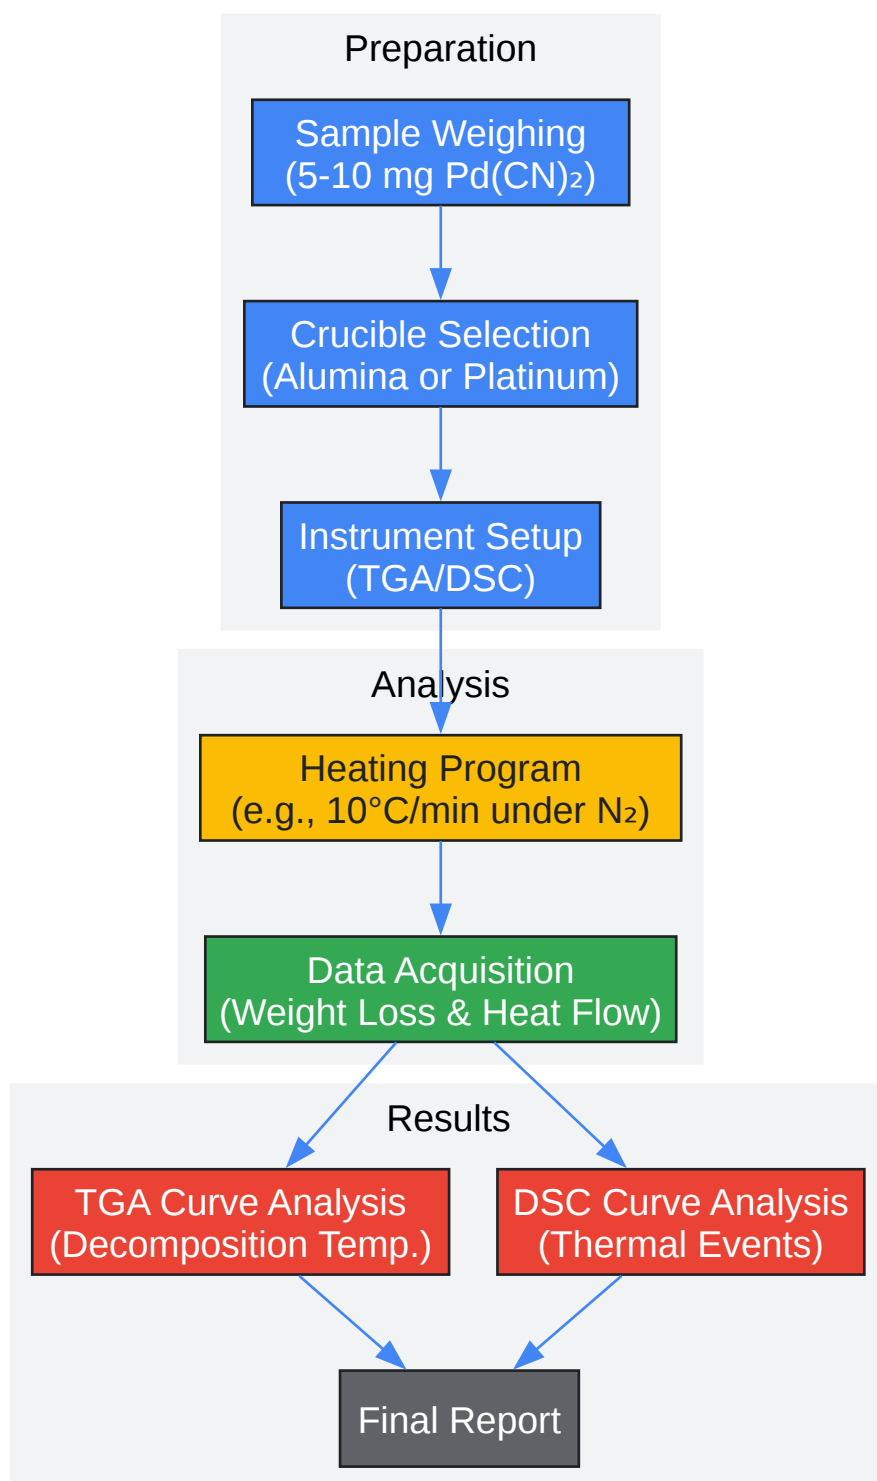 Preparation
Sample Weighing
(5-10 mg Pd(CN)₂)
Crucible Selection
(Alumina or Platinum)
Instrument Setup
(TGA/DSC)
Analysis
Heating Program
(e.g., 10°C/min under N₂)
Data Acquisition
(Weight Loss & Heat Flow)
Results
TGA Curve Analysis
(Decomposition Temp.)
DSC Curve Analysis
(Thermal Events)
Final Report